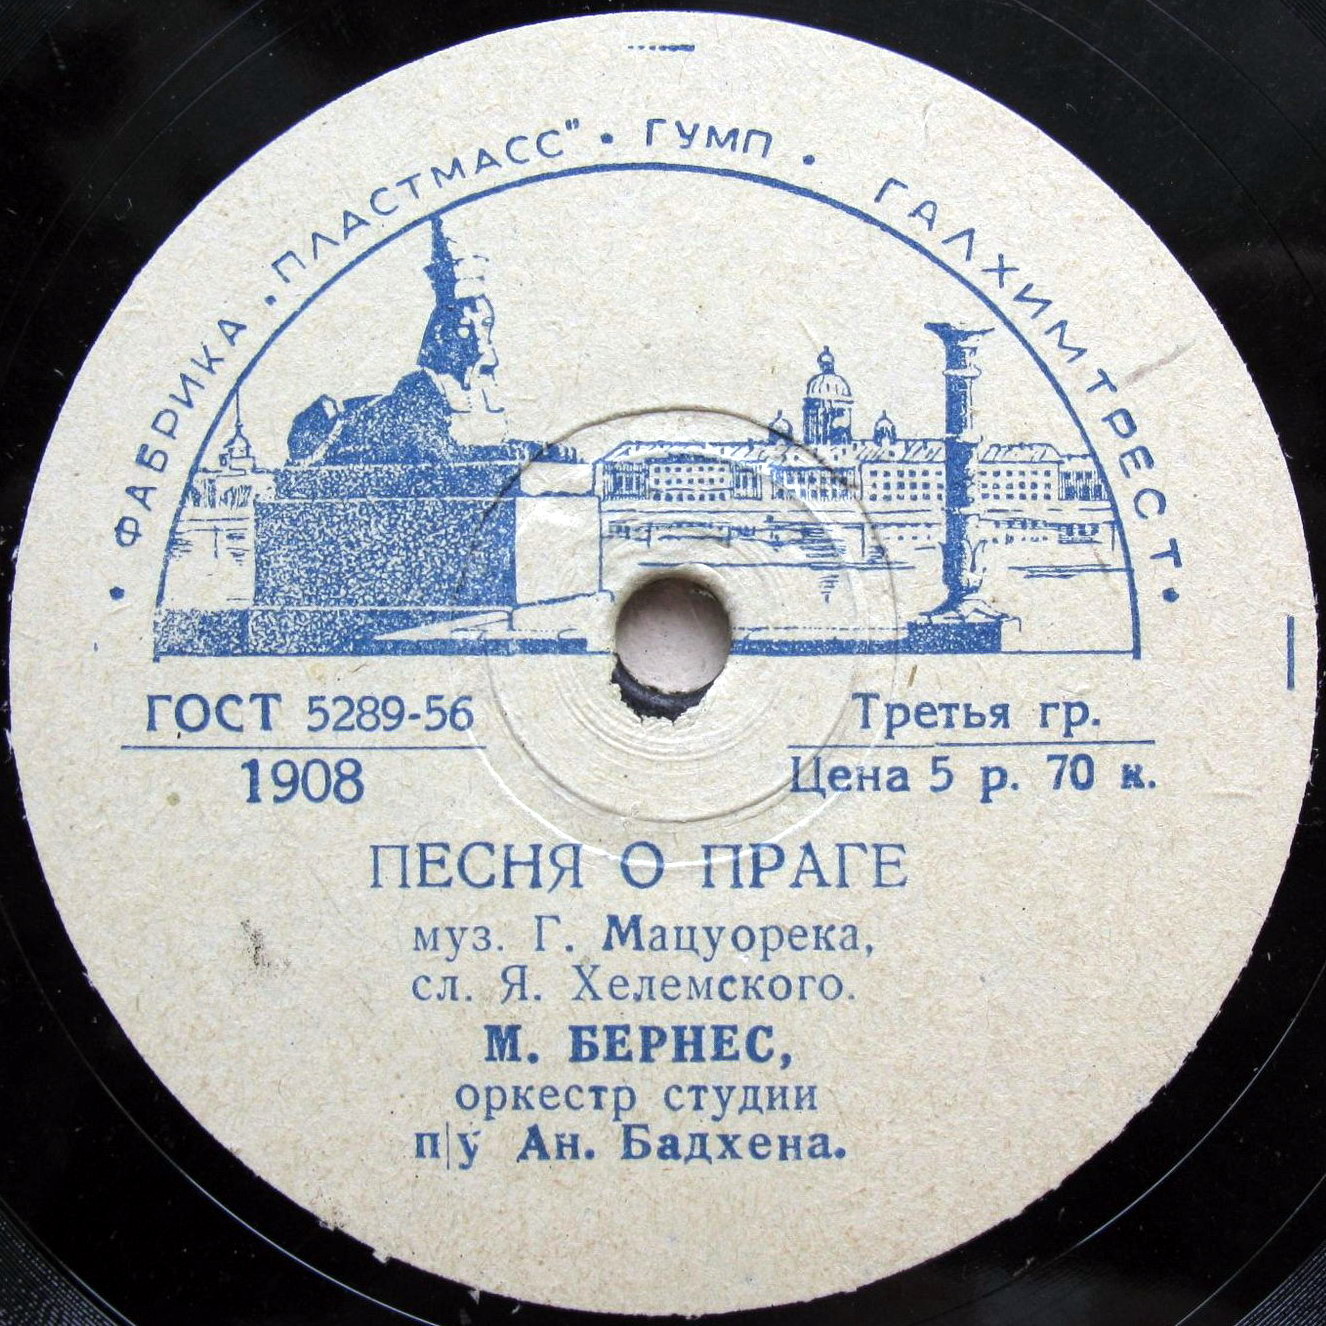 • ФАБРИКА „ПЛАСТМАСС" • ГУМП • ГАЛХИМТРЕСТ •
ГОСТ 5289-56
1908
Третья гр.
Цена 5 р. 70 к.
ПЕСНЯ О ПРАГЕ
муз. Г. Мацуорека,
сл. Я. Хелемского.
М. БЕРНЕС,
оркестр студии
п/у Ан. Бадхена.